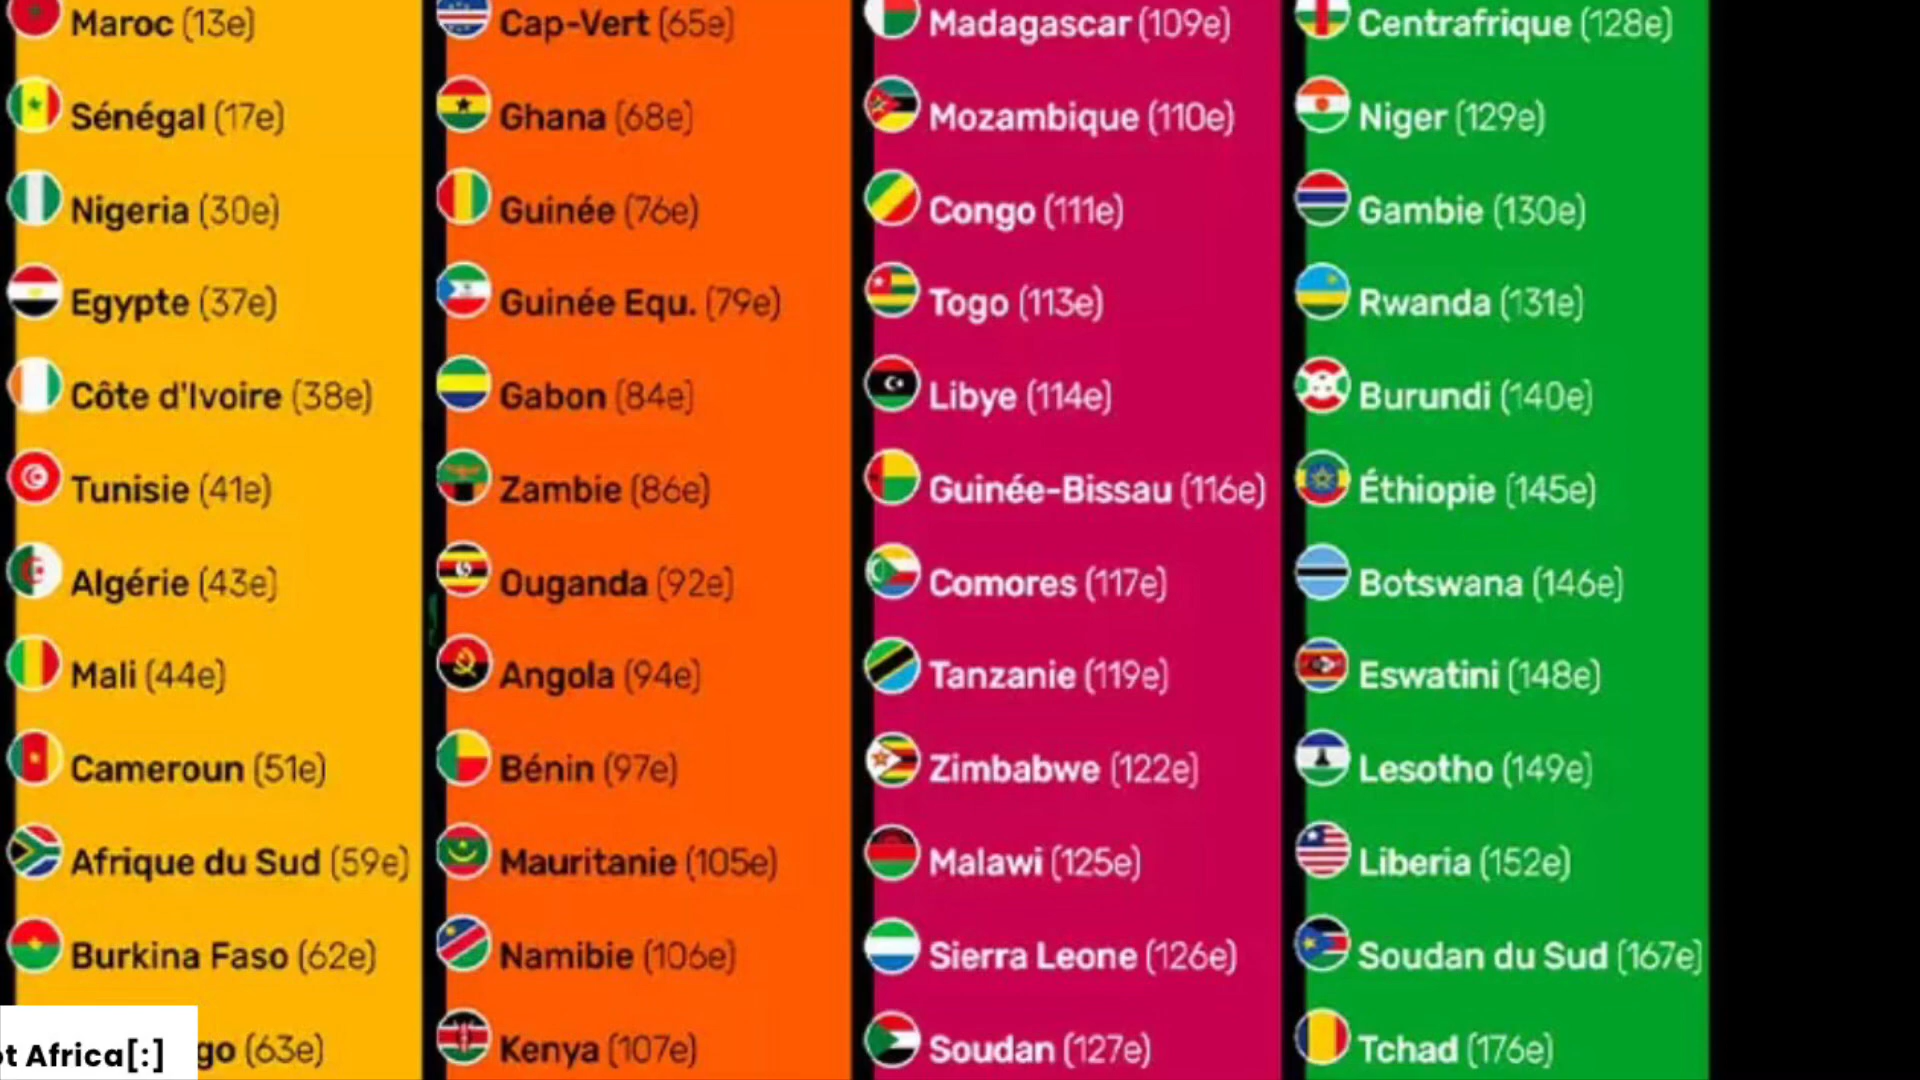 Maroc (13e)
Sénégal (17e)
Nigeria (30e)
Egypte (37e)
Côte d'Ivoire (38e)
Tunisie (41e)
Algérie (43e)
Mali (44e)
Cameroun (51e)
Afrique du Sud (59e)
Burkina Faso (62e)
go (63e)
Cap-Vert (65e)
Ghana (68e)
Guinée (76e)
Guinée Equ. (79e)
Gabon (84e)
Zambie (86e)
Ouganda (92e)
Angola (94e)
Bénin (97e)
Mauritanie (105e)
Namibie (106e)
Kenya (107e)
Madagascar (109e)
Mozambique (110e)
Congo (111e)
Togo (113e)
Libye (114e)
Guinée-Bissau (116e)
Comores (117e)
Tanzanie (119e)
Zimbabwe (122e)
Malawi (125e)
Sierra Leone (126e)
Soudan (127e)
Centrafrique (128e)
Niger (129e)
Gambie (130e)
Rwanda (131e)
Burundi (140e)
Éthiopie (145e)
Botswana (146e)
Eswatini (148e)
Lesotho (149e)
Liberia (152e)
Soudan du Sud (167e)
Tchad (176e)
ot Africa[:]